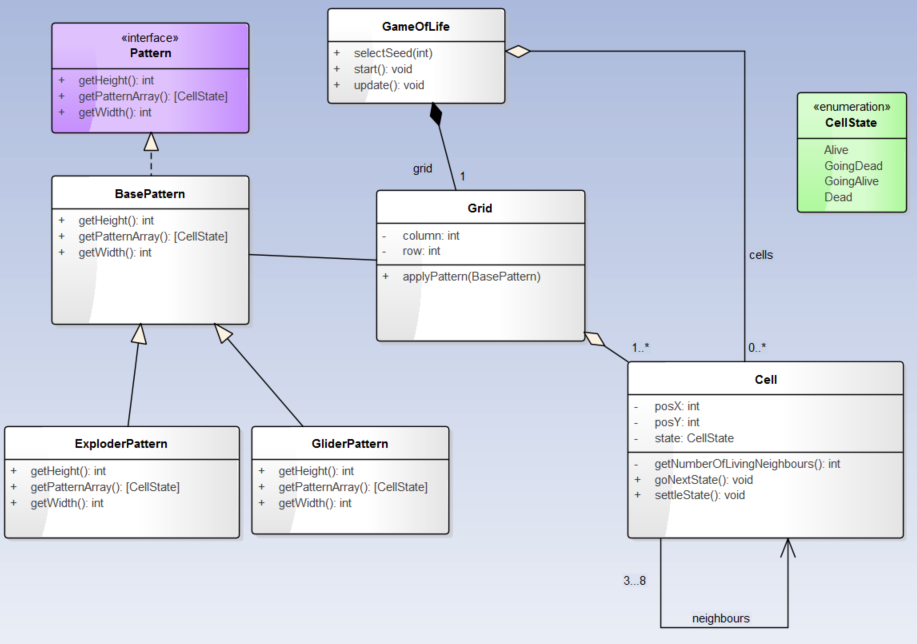 «interface»
Pattern
+ getHeight(): int
+ getPatternArray(): [CellState]
+ getWidth(): int
GameOfLife
+ selectSeed(int)
+ start(): void
+ update(): void
«enumeration»
CellState
Alive
GoingDead
GoingAlive
Dead
grid
1
BasePattern
+ getHeight(): int
+ getPatternArray(): [CellState]
+ getWidth(): int
Grid
- column: int
- row: int
+ applyPattern(BasePattern)
cells
1..*
0..*
Cell
- posX: int
- posY: int
- state: CellState
- getNumberOfLivingNeighbours(): int
+ goNextState(): void
+ settleState(): void
ExploderPattern
+ getHeight(): int
+ getPatternArray(): [CellState]
+ getWidth(): int
GliderPattern
+ getHeight(): int
+ getPatternArray(): [CellState]
+ getWidth(): int
3...8
neighbours